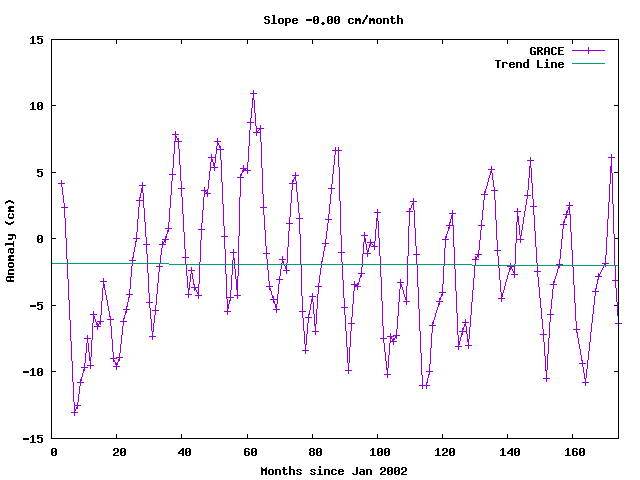 Slope -0.00 cm/month
GRACE
Trend Line
Anomaly (cm)
15
10
5
0
-5
-10
-15
0 20 40 60 80 100 120 140 160
Months since Jan 2002